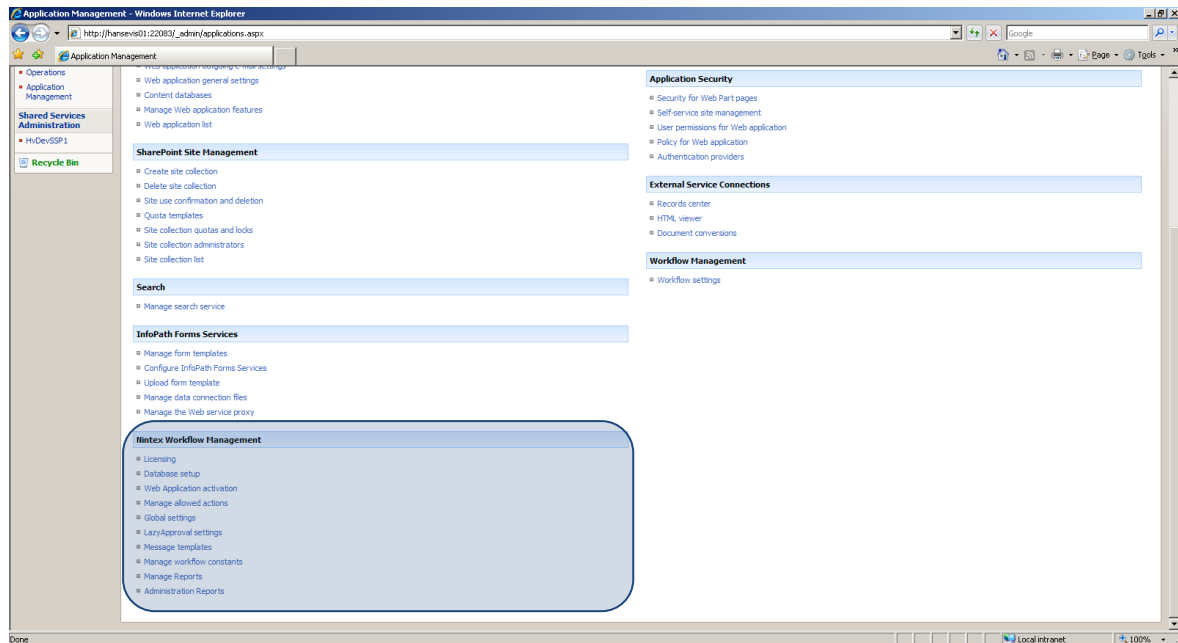 Application Management - Windows Internet Explorer
http://hansevis01:22083/_admin/applications.aspx
Google
Application Management
Page
Tools
Operations
Application
Management
Shared Services
Administration
HvDevSSP1
Recycle Bin
Web application outgoing e-mail settings
Web application general settings
Content databases
Manage Web application features
Web application list
SharePoint Site Management
Create site collection
Delete site collection
Site use confirmation and deletion
Quota templates
Site collection quotas and locks
Site collection administrators
Site collection list
Search
Manage search service
InfoPath Forms Services
Manage form templates
Configure InfoPath Forms Services
Upload form template
Manage data connection files
Manage the Web service proxy
Nintex Workflow Management
Licensing
Database setup
Web Application activation
Manage allowed actions
Global settings
LazyApproval settings
Message templates
Manage workflow constants
Manage Reports
Administration Reports
Application Security
Security for Web Part pages
Self-service site management
User permissions for Web application
Policy for Web application
Authentication providers
External Service Connections
Records center
HTML viewer
Document conversions
Workflow Management
Workflow settings
Done
Local intranet
100%